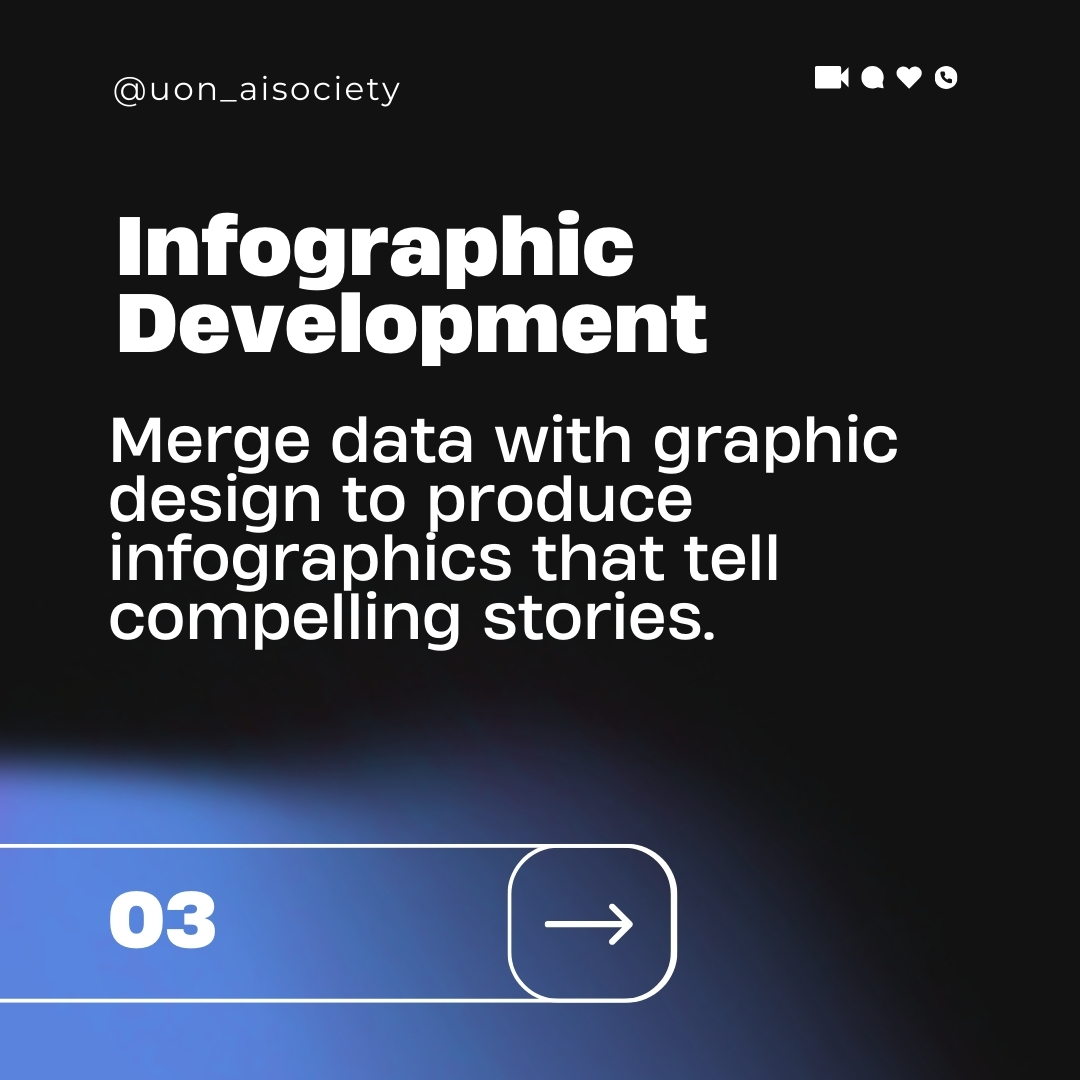 @uon_aisociety
Infographic
Development
Merge data with graphic
design to produce
infographics that tell
compelling stories.
03